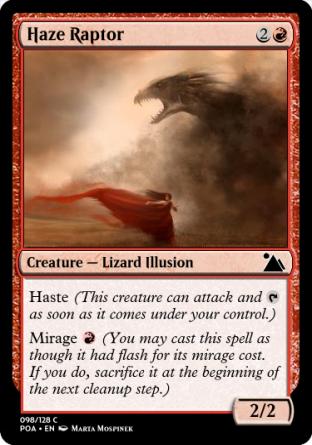 Haze Raptor 2
Creature — Lizard Illusion
Haste (This creature can attack and
as soon as it comes under your control.)
Mirage (You may cast this spell as
though it had flash for its mirage cost.
If you do, sacrifice it at the beginning of
the next cleanup step.)
2/2
098/128 C
POA • EN Marta Mospinek